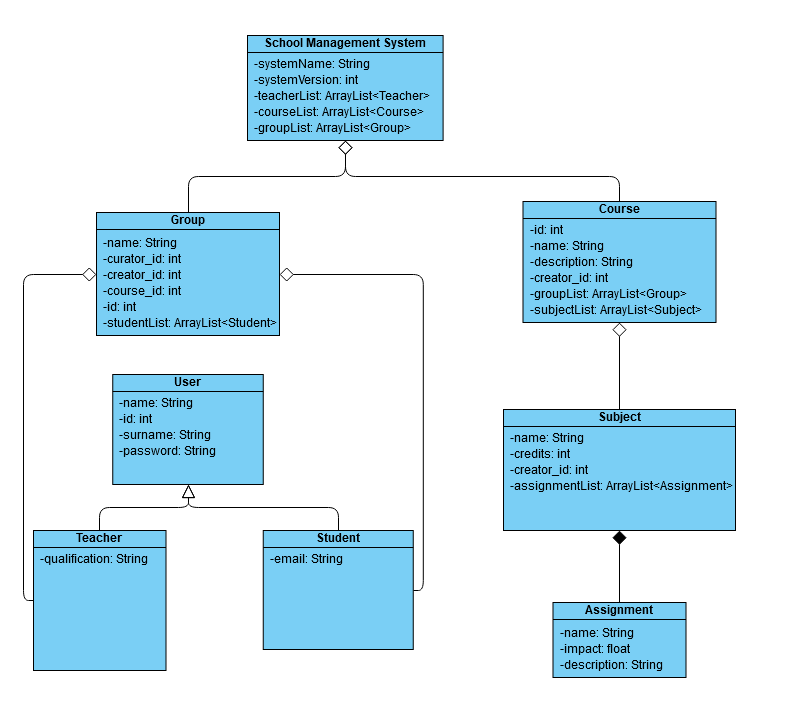 School Management System
-systemName: String
-systemVersion: int
-teacherList: ArrayList<Teacher>
-courseList: ArrayList<Course>
-groupList: ArrayList<Group>
Group
-name: String
-curator_id: int
-creator_id: int
-course_id: int
-id: int
-studentList: ArrayList<Student>
Course
-id: int
-name: String
-description: String
-creator_id: int
-groupList: ArrayList<Group>
-subjectList: ArrayList<Subject>
User
-name: String
-id: int
-surname: String
-password: String
Subject
-name: String
-credits: int
-creator_id: int
-assignmentList: ArrayList<Assignment>
Teacher
-qualification: String
Student
-email: String
Assignment
-name: String
-impact: float
-description: String